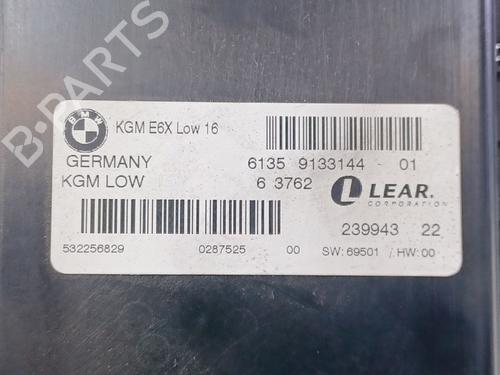 B-PARTS
BMW
KGM E6X Low 16
GERMANY 6135 9133144 - 01
KGM LOW 6 3762 L LEAR.
CORPORATION
239943 22
532256829 0287525 00 SW: 69501 / HW: 00